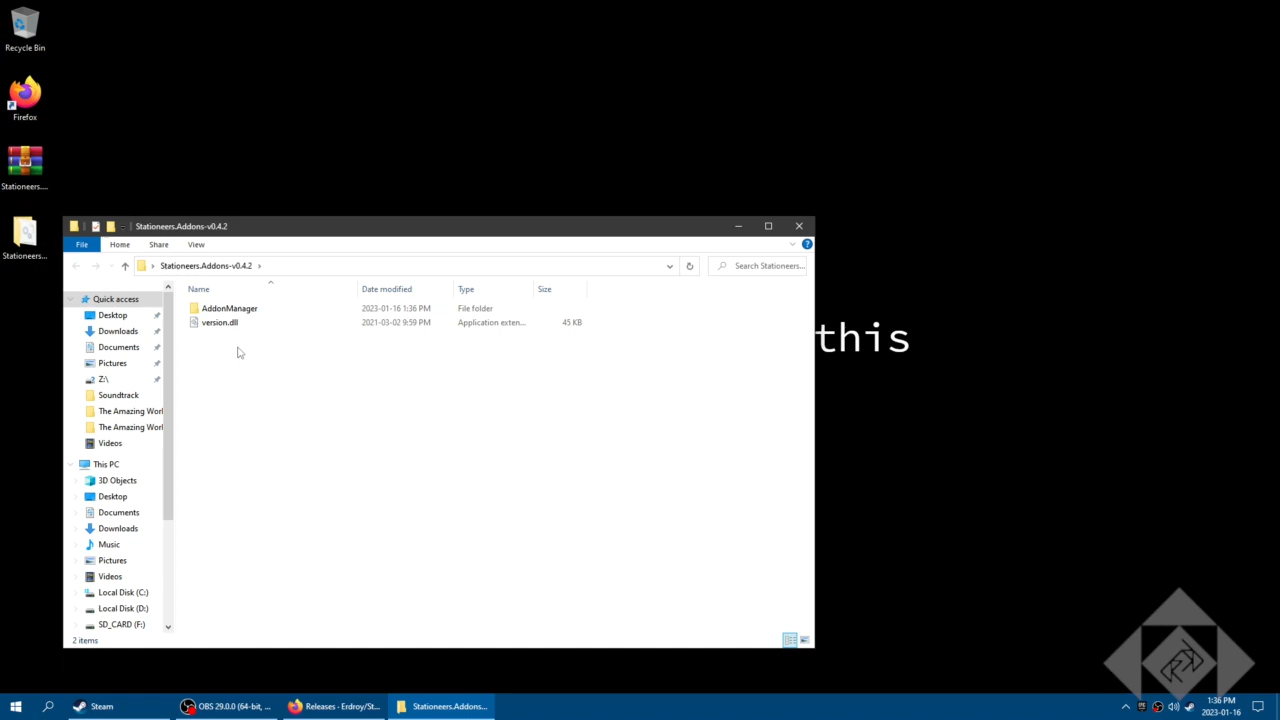 Recycle Bin
Firefox
Stationeers....
Stationeers...
Stationeers.Addons-v0.4.2
File Home Share View
Stationeers.Addons-v0.4.2
Search Stationeers...
Name Date modified Type Size
AddonManager 2023-01-16 1:36 PM File folder
version.dll 2021-03-02 9:59 PM Application exten... 45 KB
Quick access
Desktop
Downloads
Documents
Pictures
Z:\
Soundtrack
The Amazing Worl
The Amazing Worl
Videos
This PC
3D Objects
Desktop
Documents
Downloads
Music
Pictures
Videos
Local Disk (C:)
Local Disk (D:)
SD_CARD (F:)
2 items
this
Steam
OBS 29.0.0 (64-bit, ...
Releases · Erdroy/St...
Stationeers.Addons...
1:36 PM
2023-01-16